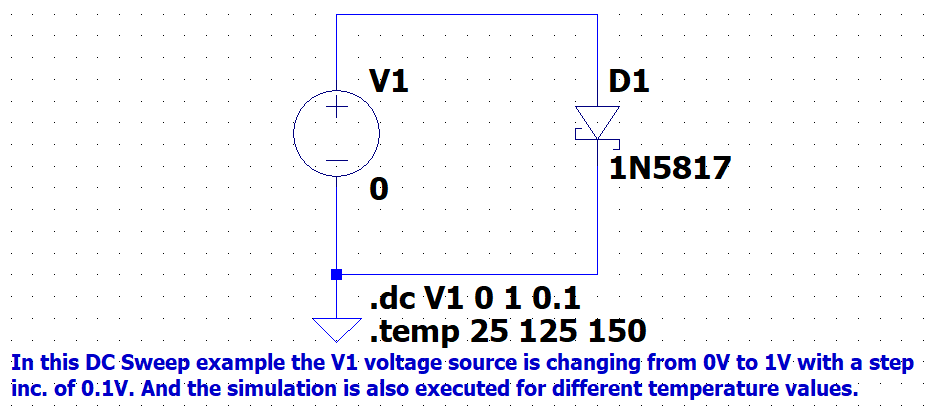 V1
D1
1N5817
0
.dc V1 0 1 0.1
.temp 25 125 150
In this DC Sweep example the V1 voltage source is changing from 0V to 1V with a step
inc. of 0.1V. And the simulation is also executed for different temperature values.